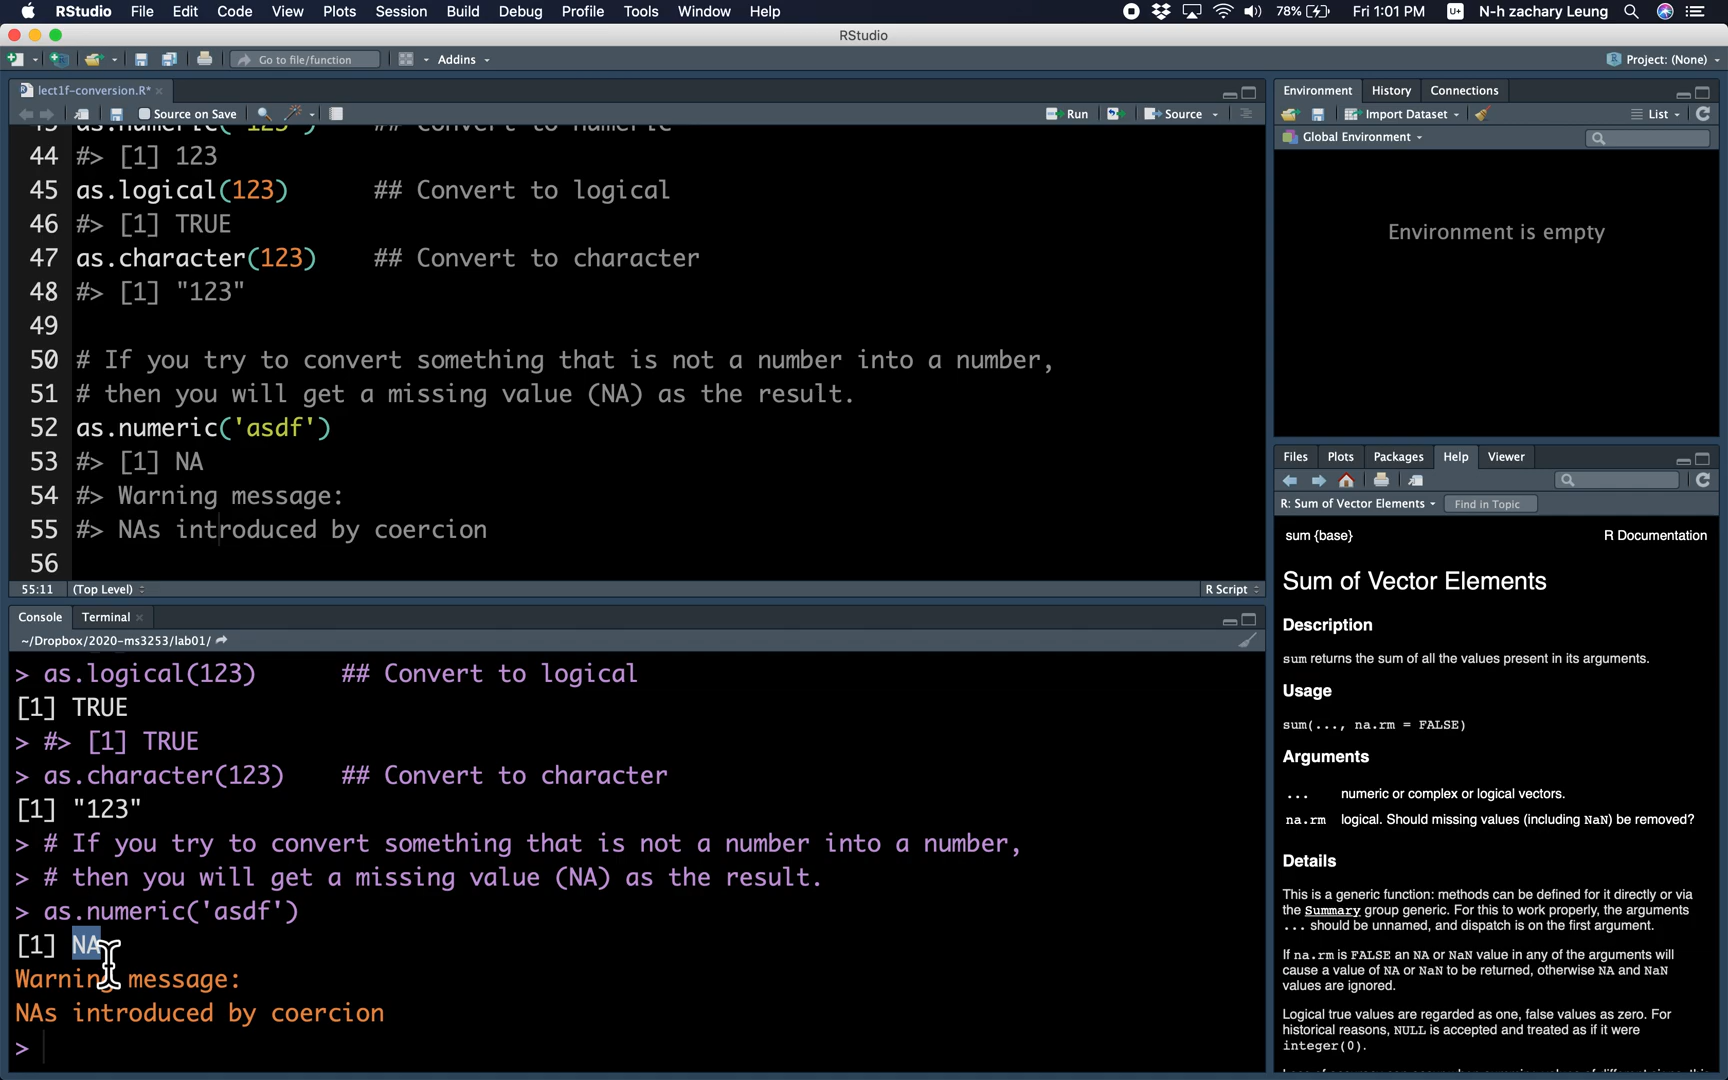 RStudio File Edit Code View Plots Session Build Debug Profile Tools Window Help
78% Fri 1:01 PM U+ N-h zachary Leung
RStudio
Go to file/function Addins Project: (None)
lect1f-conversion.R*
Source on Save Run Source
44 #> [1] 123
45 as.logical(123) ## Convert to logical
46 #> [1] TRUE
47 as.character(123) ## Convert to character
48 #> [1] "123"
49
50 # If you try to convert something that is not a number into a number,
51 # then you will get a missing value (NA) as the result.
52 as.numeric('asdf')
53 #> [1] NA
54 #> Warning message:
55 #> NAs introduced by coercion
56
55:11 (Top Level) R Script
Console Terminal
~/Dropbox/2020-ms3253/lab01/
> as.logical(123) ## Convert to logical
[1] TRUE
> #> [1] TRUE
> as.character(123) ## Convert to character
[1] "123"
> # If you try to convert something that is not a number into a number,
> # then you will get a missing value (NA) as the result.
> as.numeric('asdf')
[1] NA
Warning message:
NAs introduced by coercion
>
Environment History Connections
Import Dataset List
Global Environment
Environment is empty
Files Plots Packages Help Viewer
R: Sum of Vector Elements Find in Topic
sum {base} R Documentation
Sum of Vector Elements
Description
sum returns the sum of all the values present in its arguments.
Usage
sum(..., na.rm = FALSE)
Arguments
... numeric or complex or logical vectors.
na.rm logical. Should missing values (including NaN) be removed?
Details
This is a generic function: methods can be defined for it directly or via
the Summary group generic. For this to work properly, the arguments
... should be unnamed, and dispatch is on the first argument.
If na.rm is FALSE an NA or NaN value in any of the arguments will
cause a value of NA or NaN to be returned, otherwise NA and NaN
values are ignored.
Logical true values are regarded as one, false values as zero. For
historical reasons, NULL is accepted and treated as if it were
integer(0).